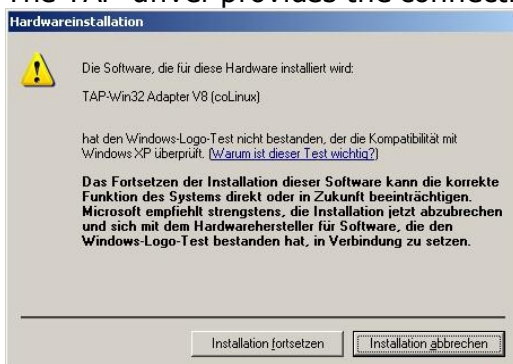 The TAP driver provides the connecti
Hardwareinstallation
Die Software, die für diese Hardware installiert wird:
TAP-Win32 Adapter V8 (coLinux)
hat den Windows-Logo-Test nicht bestanden, der die Kompatibilität mit
Windows XP überprüft. (Warum ist dieser Test wichtig?)
Das Fortsetzen der Installation dieser Software kann die korrekte
Funktion des Systems direkt oder in Zukunft beeinträchtigen.
Microsoft empfiehlt strengstens, die Installation jetzt abzubrechen
und sich mit dem Hardwarehersteller für Software, die den
Windows-Logo-Test bestanden hat, in Verbindung zu setzen.
Installation fortsetzen
Installation abbrechen